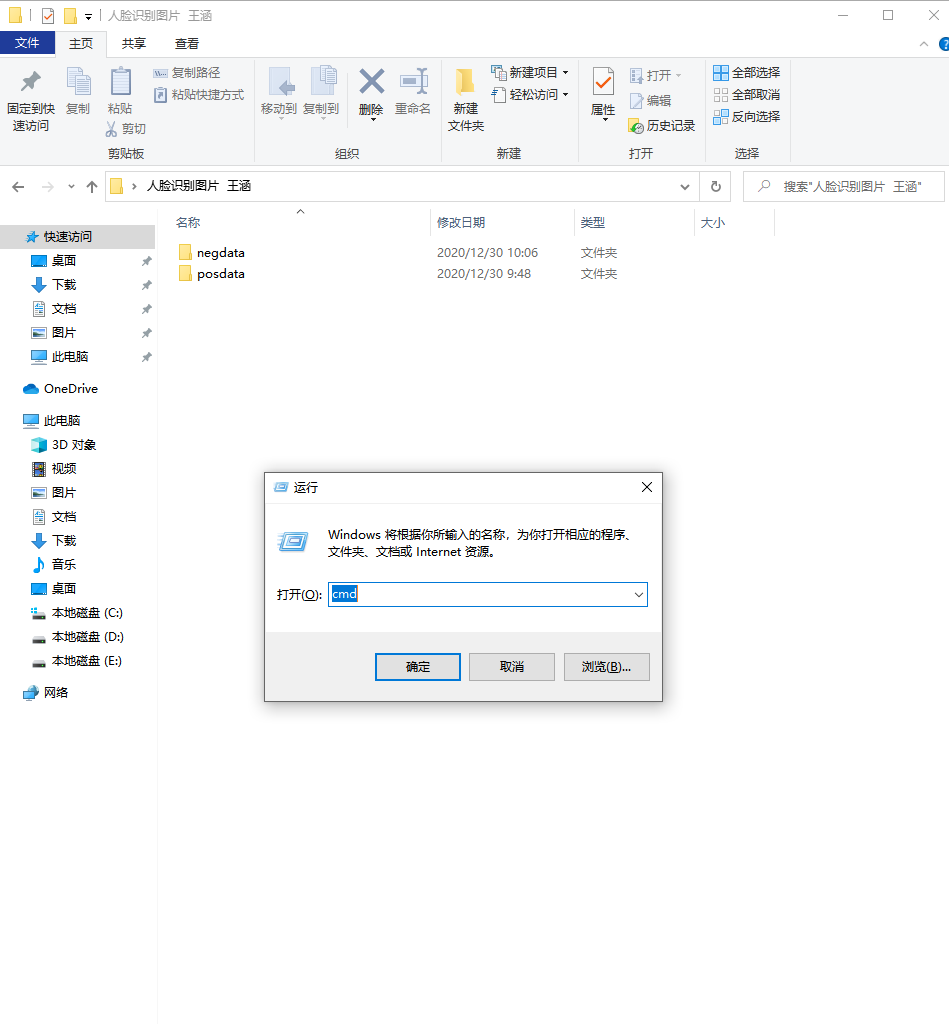 人脸识别图片 王涵
文件 主页 共享 查看
固定到快
速访问
复制
粘贴
复制路径
粘贴快捷方式
剪切
剪贴板
移动到 复制到 删除 重命名
组织
新建
文件夹
新建项目
轻松访问
新建
属性
打开
编辑
历史记录
打开
全部选择
全部取消
反向选择
选择
人脸识别图片 王涵
搜索"人脸识别图片 王涵"
名称 修改日期 类型 大小
negdata 2020/12/30 10:06 文件夹
posdata 2020/12/30 9:48 文件夹
快速访问
桌面
下载
文档
图片
此电脑
OneDrive
此电脑
3D 对象
视频
图片
文档
下载
音乐
桌面
本地磁盘 (C:)
本地磁盘 (D:)
本地磁盘 (E:)
网络
运行
Windows 将根据你所输入的名称，为你打开相应的程序、
文件夹、文档或 Internet 资源。
打开(O): cmd
确定 取消 浏览(B)...